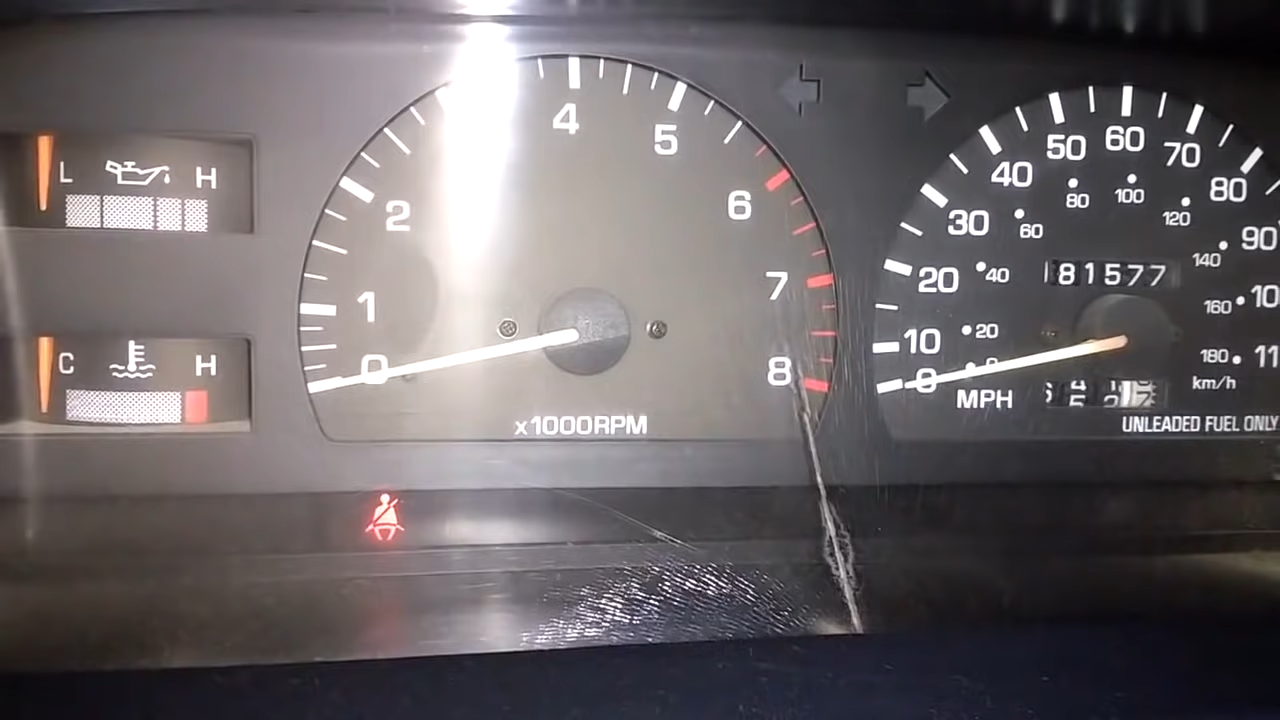 L H
C H
0 1 2 4 5 6 7 8
x1000RPM
0 10 20 30 40 50 60 70 80 90
20 40 60 80 100 120 140 160 180
km/h
MPH
81577
UNLEADED FUEL ONLY